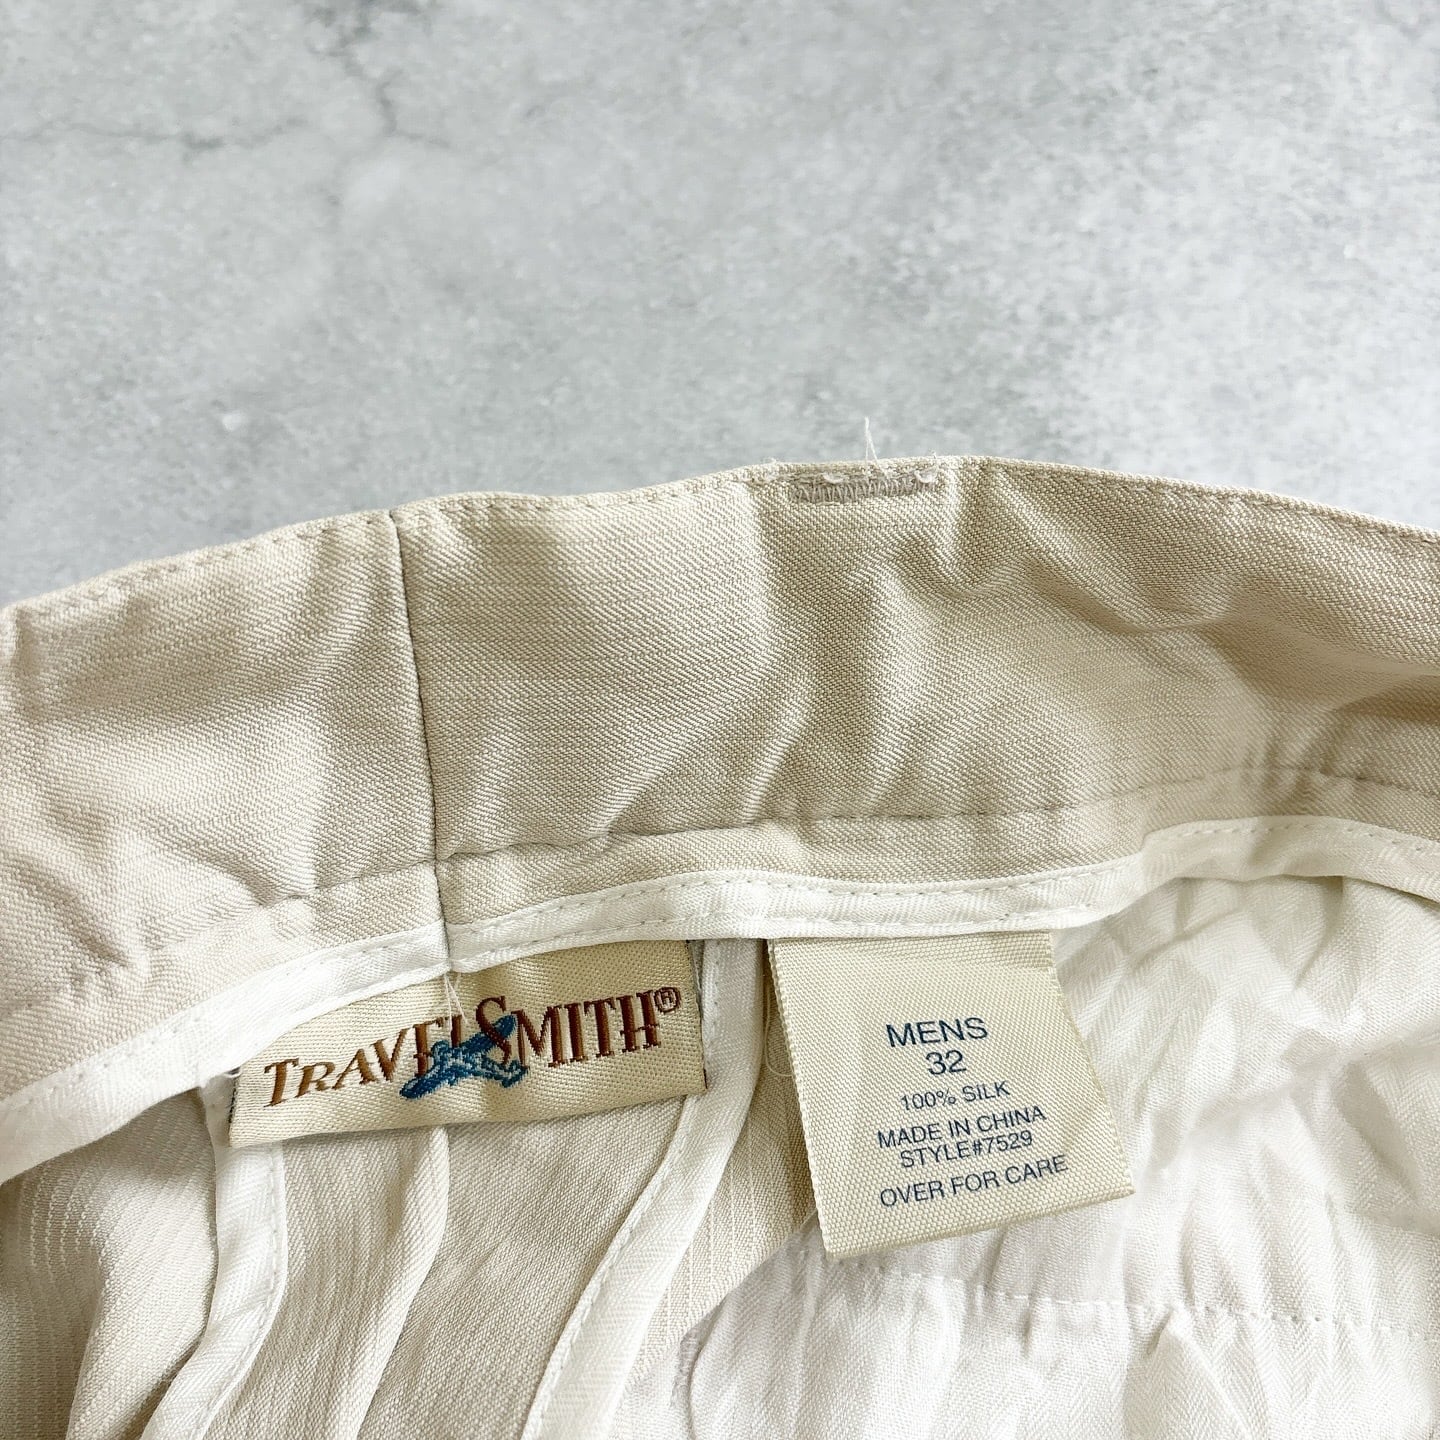 TRAVELSMITH®
MENS
32
100% SILK
MADE IN CHINA
STYLE#7529
OVER FOR CARE